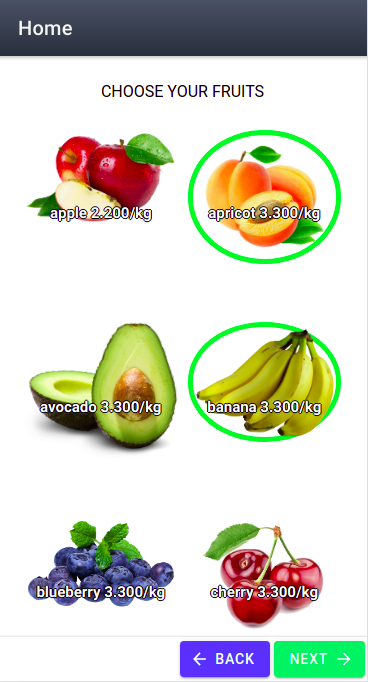 Home
CHOOSE YOUR FRUITS
apple 2.200/kg
apricot 3.300/kg
avocado 3.300/kg
banana 3.300/kg
blueberry 3.300/kg
cherry 3.300/kg
BACK
NEXT